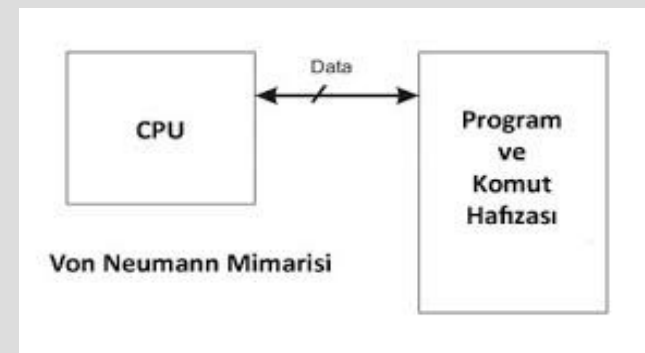 Data
CPU
Program
ve
Komut
Hafızası
Von Neumann Mimarisi